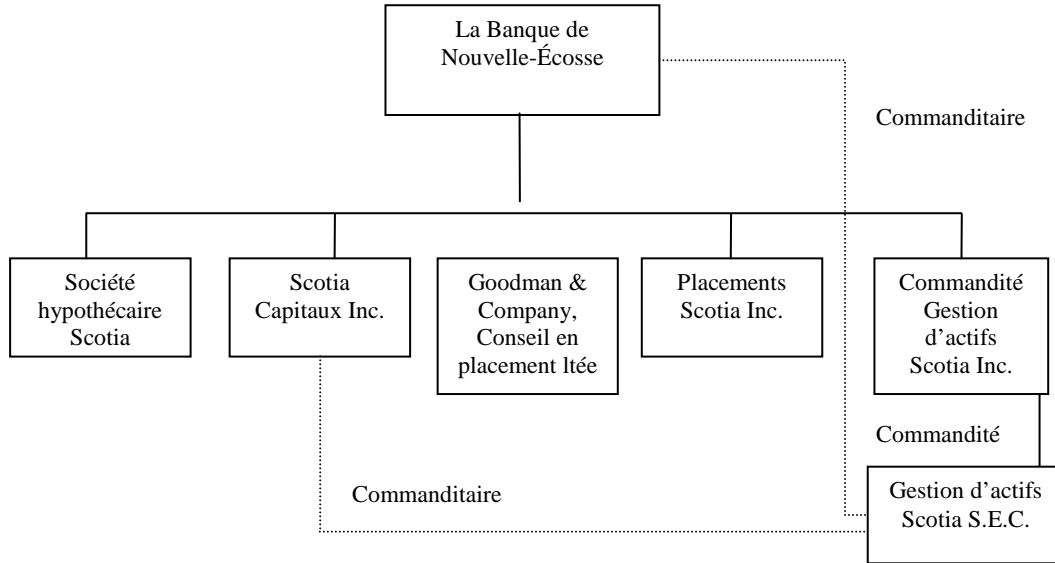 La Banque de
Nouvelle-Écosse
Commanditaire
Société
hypothécaire
Scotia
Scotia
Capitaux Inc.
Goodman &
Company,
Conseil en
placement ltée
Placements
Scotia Inc.
Commandité
Gestion
d'actifs
Scotia Inc.
Commandité
Commanditaire
Gestion d'actifs
Scotia S.E.C.